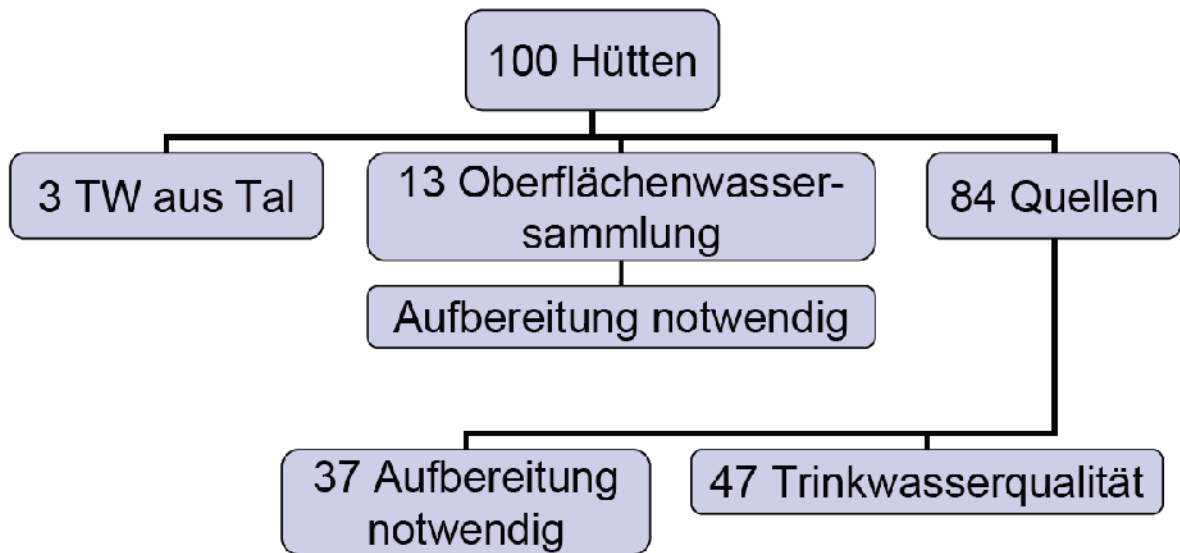 100 Hütten
3 TW aus Tal
13 Oberflächenwasser-
sammlung
84 Quellen
Aufbereitung notwendig
37 Aufbereitung
notwendig
47 Trinkwasserqualität